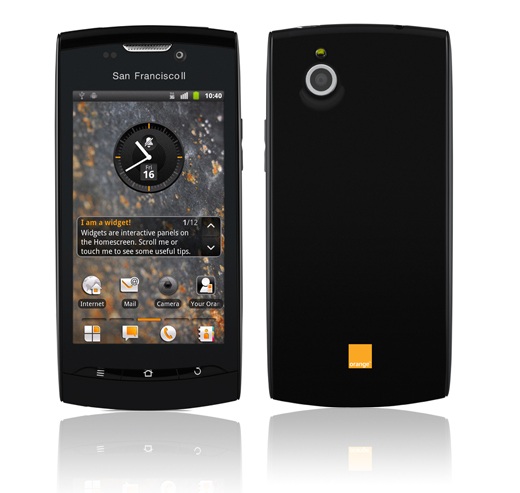 San Francisco II
10:40
Fri
16
I am a widget! 1/12
Widgets are interactive panels on
the Homescreen. Scroll me or
touch me to see some useful tips.
Internet Mail Camera Your Oran
orange